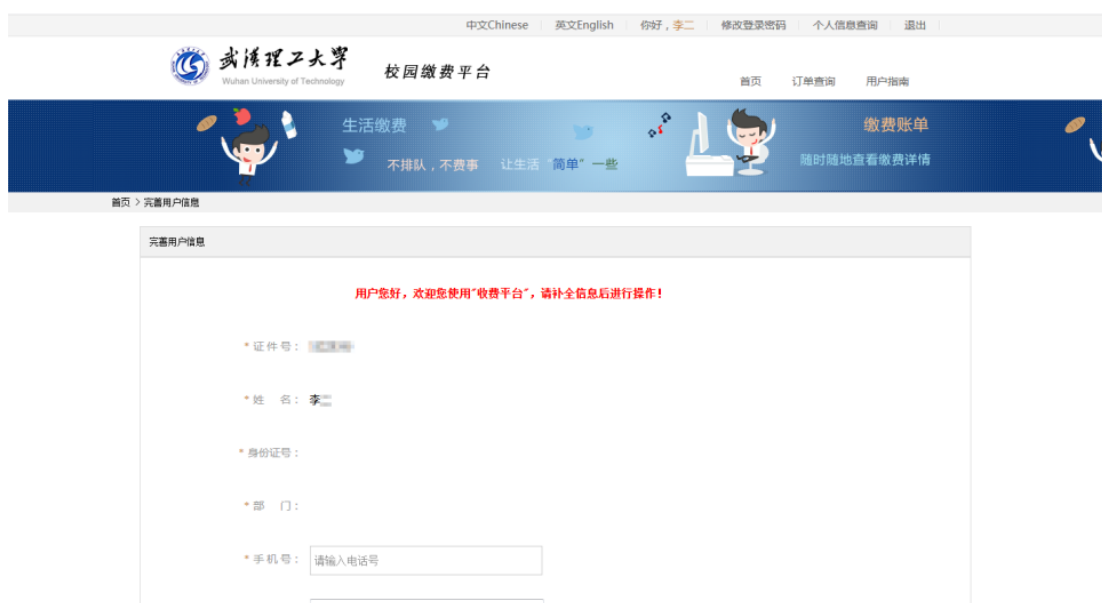 中文Chinese 英文English 你好，李二 修改登录密码 个人信息查询 退出
武汉理工大学
Wuhan University of Technology
校园缴费平台
首页 订单查询 用户指南
生活缴费
不排队，不费事 让生活“简单”一些
缴费账单
随时随地查看缴费详情
首页 > 完善用户信息
完善用户信息
用户您好，欢迎您使用"收费平台"，请补全信息后进行操作！
* 证件号：
* 姓 名：李二
* 身份证号：
* 部 门：
* 手机号：请输入电话号